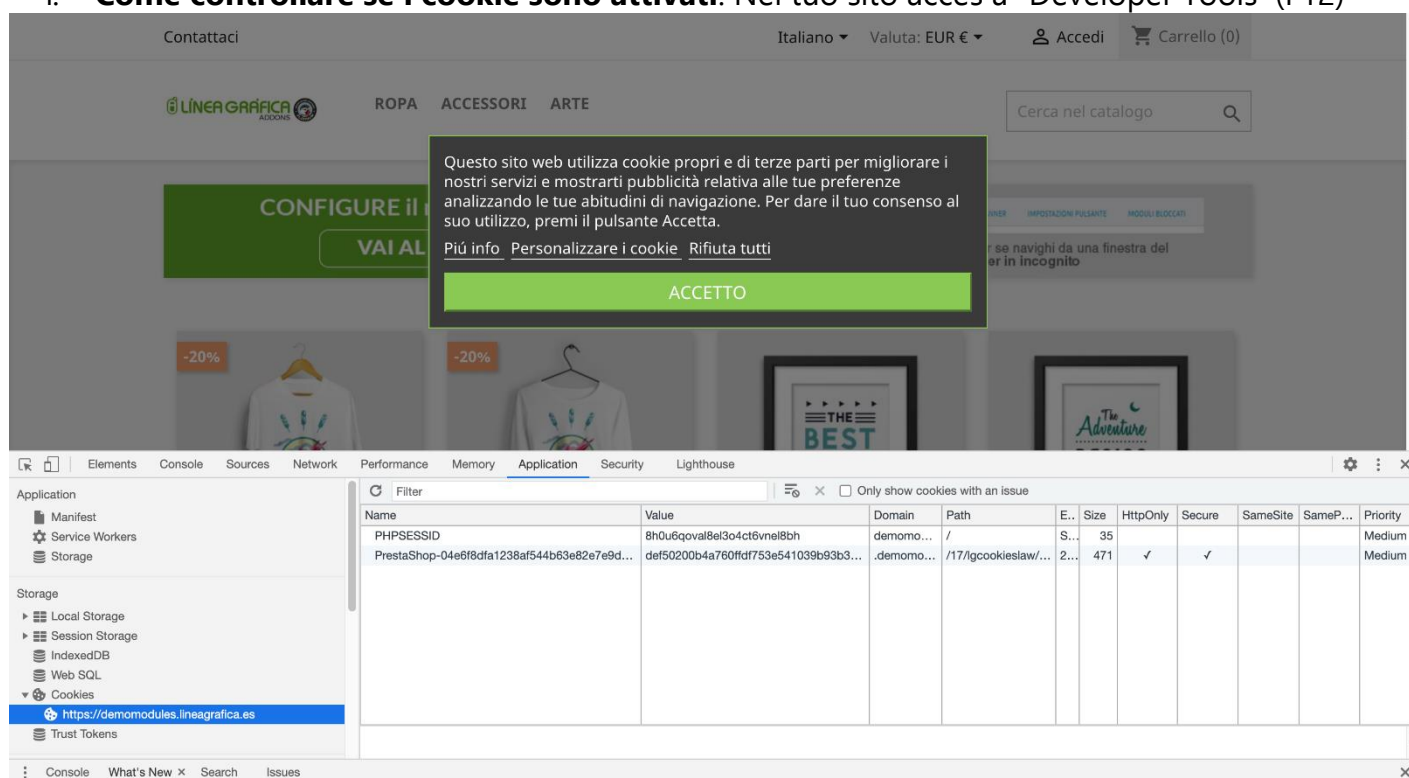 Come controllare se i cookie sono attivati
Contattaci
Italiano
Valuta: EUR €
Accedi
Carrello (0)
LÍNEA GRÁFICA
ADDONS
ROPA ACCESSORI ARTE
Cerca nel catalogo
Questo sito web utilizza cookie propri e di terze parti per migliorare i
nostri servizi e mostrarti pubblicità relativa alle tue preferenze
analizzando le tue abitudini di navigazione. Per dare il tuo consenso al
suo utilizzo, premi il pulsante Accetta.
Piú info Personalizzare i cookie Rifiuta tutti
ACCETTO
CONFIGURE il
VAI AL
IMPOSTAZIONI PULSANTE MODULI BLOCCATI
se navighi da una finestra del
in incognito
-20%
-20%
THE
BEST
The
Adventure
Elements Console Sources Network Performance Memory Application Security Lighthouse
Application
Manifest
Service Workers
Storage
Storage
Local Storage
Session Storage
IndexedDB
Web SQL
Cookies
https://demomodules.lineagrafica.es
Trust Tokens
Filter
Only show cookies with an issue
Name Value Domain Path E.. Size HttpOnly Secure SameSite SameP... Priority
PHPSESSID 8h0u6qoval8el3o4ct6vnel8bh demomo... / S... 35 Medium
PrestaShop-04e6f8dfa1238af544b63e82e7e9d... def50200b4a760ffdf753e541039b93b3... .demomo... /17/lgcookieslaw/... 2... 471 ✓ ✓ Medium
Console What's New × Search Issues